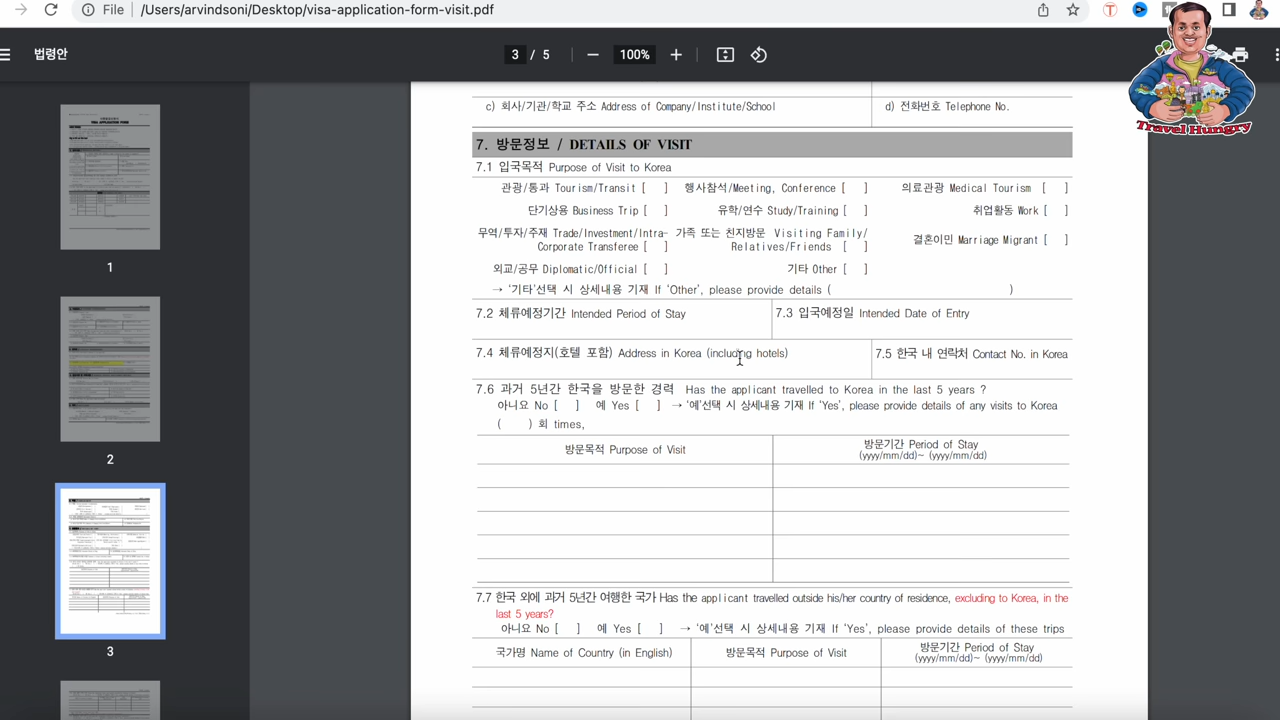 File /Users/arvindsoni/Desktop/visa-application-form-visit.pdf
법령안
3 / 5
100%
Travel Hungry
1
2
3
c) 회사/기관/학교 주소 Address of Company/Institute/School
d) 전화번호 Telephone No.
7. 방문정보 / DETAILS OF VISIT
7.1 입국목적 Purpose of Visit to Korea
관광/통과 Tourism/Transit [ ] 행사참석/Meeting, Conference [ ] 의료관광 Medical Tourism [ ]
단기상용 Business Trip [ ] 유학/연수 Study/Training [ ] 취업활동 Work [ ]
무역/투자/주재 Trade/Investment/Intra- 가족 또는 친지방문 Visiting Family/
Corporate Transferee [ ] Relatives/Friends [ ] 결혼이민 Marriage Migrant [ ]
외교/공무 Diplomatic/Official [ ] 기타 Other [ ]
→ ‘기타’선택 시 상세내용 기재 If ‘Other’, please provide details ( )
7.2 체류예정기간 Intended Period of Stay
7.3 입국예정일 Intended Date of Entry
7.4 체류예정지(호텔 포함) Address in Korea (including hotels)
7.5 한국 내 연락처 Contact No. in Korea
7.6 과거 5년간 한국을 방문한 경력 Has the applicant travelled to Korea in the last 5 years ?
아니요 No [ ] 예 Yes [ ] → ‘예’선택 시 상세내용 기재 If ‘Yes’, please provide details of any visits to Korea
( ) 회 times,
방문목적 Purpose of Visit
방문기간 Period of Stay
(yyyy/mm/dd)~ (yyyy/mm/dd)
7.7 한국 외에 과거 5년간 여행한 국가 Has the applicant travelled outside his/her country of residence, excluding to Korea, in the
last 5 years?
아니요 No [ ] 예 Yes [ ] → ‘예’선택 시 상세내용 기재 If ‘Yes’, please provide details of these trips
국가명 Name of Country (in English)
방문목적 Purpose of Visit
방문기간 Period of Stay
(yyyy/mm/dd)~ (yyyy/mm/dd)